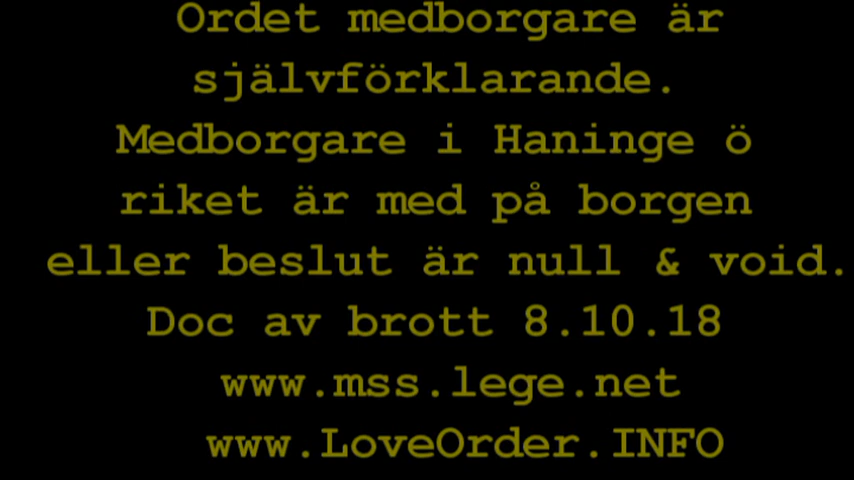 Ordet medborgare är
självförklarande.
Medborgare i Haninge ö
riket är med på borgen
eller beslut är null & void.
Doc av brott 8.10.18
www.mss.lege.net
www.LoveOrder.INFO